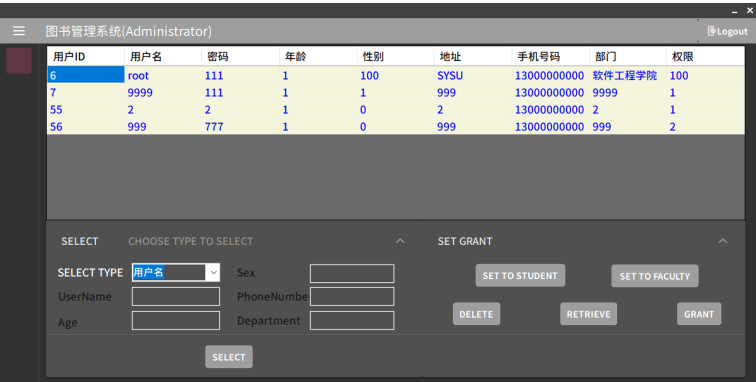 图书管理系统(Administrator) Logout
用户ID 用户名 密码 年龄 性别 地址 手机号码 部门 权限
6 root 111 1 100 SYSU 13000000000 软件工程学院 100
7 9999 111 1 1 999 13000000000 9999 1
55 2 2 1 0 2 13000000000 2 1
56 999 777 1 0 999 13000000000 999 2
SELECT CHOOSE TYPE TO SELECT SET GRANT
SELECT TYPE 用户名 Sex SET TO STUDENT SET TO FACULTY
UserName PhoneNumbe DELETE RETRIEVE GRANT
Age Department
SELECT